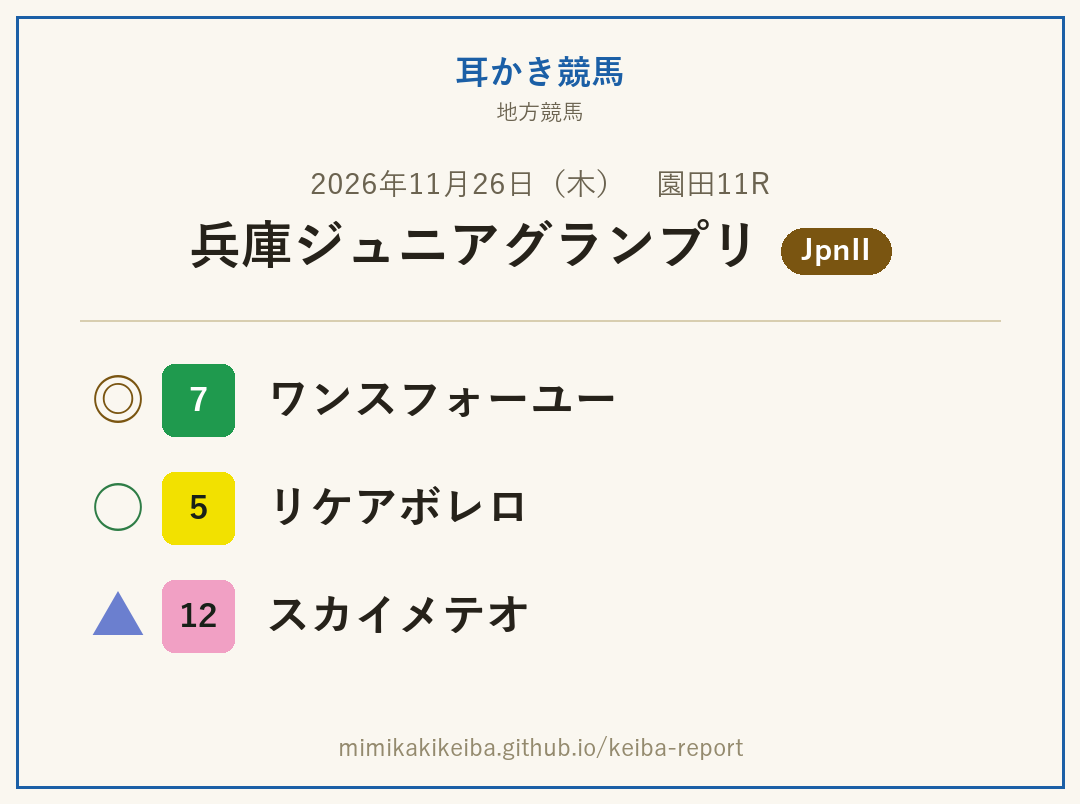 耳かき競馬
地方競馬
2026年11月26日（木） 園田11R
兵庫ジュニアグランプリ JpnII
◎ 7 ワンスフォーユー
○ 5 リケアボレロ
▲ 12 スカイメテオ
mimikakikeiba.github.io/keiba-report